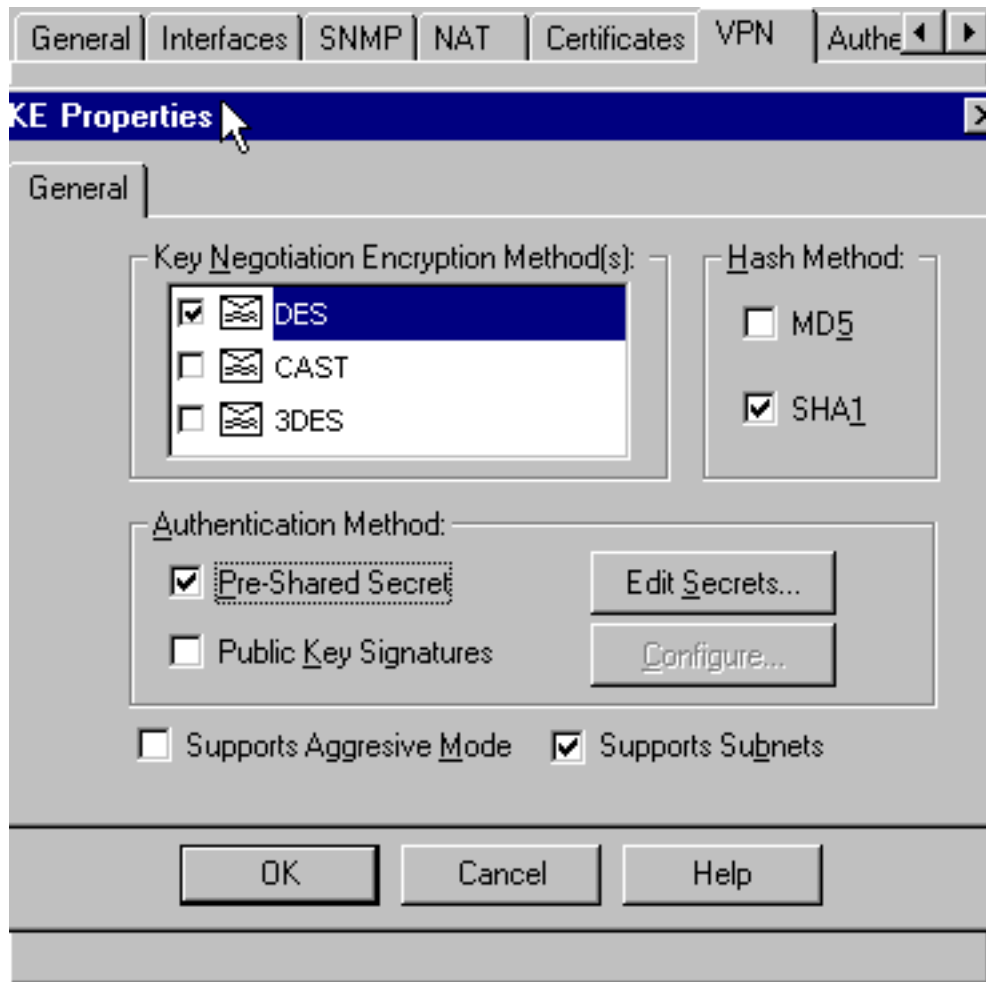 General Interfaces SNMP NAT Certificates VPN Authe
KE Properties
General
Key Negotiation Encryption Method(s):
DES
CAST
3DES
Hash Method:
MD5
SHA1
Authentication Method:
Pre-Shared Secret
Edit Secrets...
Public Key Signatures
Configure...
Supports Aggresive Mode
Supports Subnets
OK
Cancel
Help